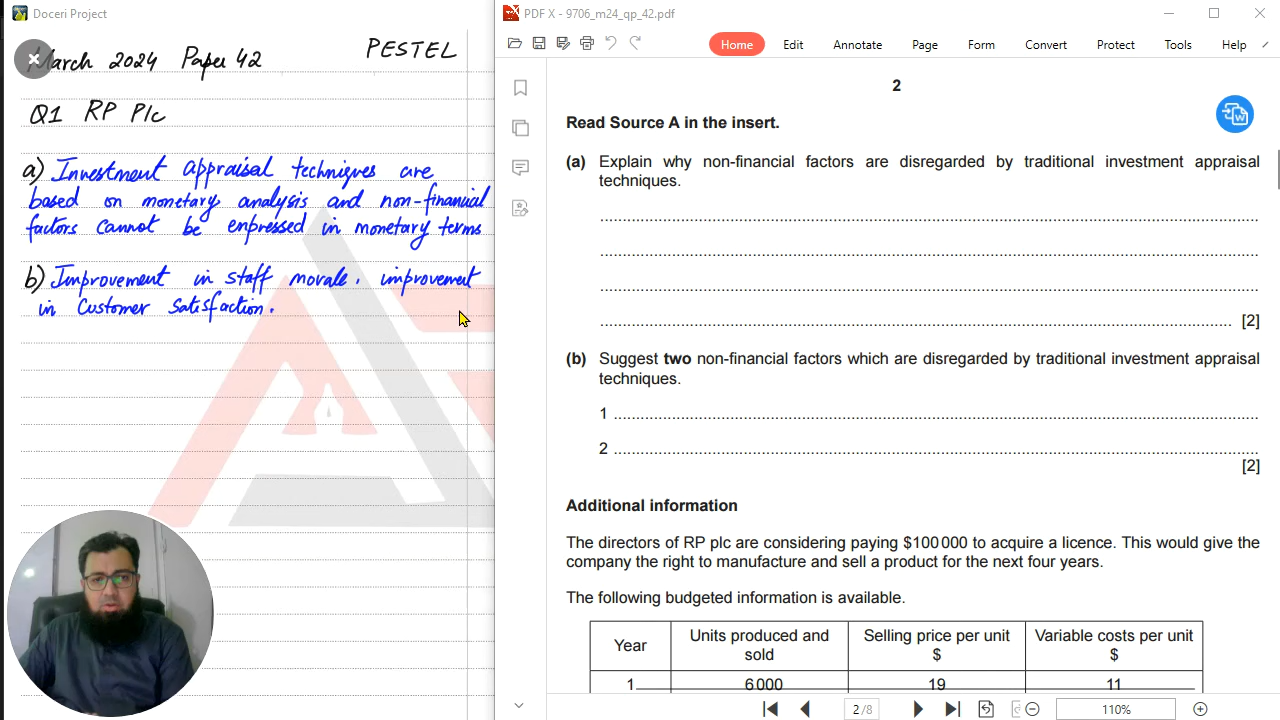 Doceri Project
March 2024 Paper 42
PESTEL
Q1 RP Plc
a) Investment appraisal techniques are
based on monetary analysis and non-financial
factors cannot be expressed in monetary terms
b) Improvement in staff morale. improvement
in Customer Satisfaction.
PDF X - 9706_m24_qp_42.pdf
Home Edit Annotate Page Form Convert Protect Tools Help
2
Read Source A in the insert.
(a) Explain why non-financial factors are disregarded by traditional investment appraisal
techniques.
[2]
(b) Suggest two non-financial factors which are disregarded by traditional investment appraisal
techniques.
1
2
[2]
Additional information
The directors of RP plc are considering paying $100000 to acquire a licence. This would give the
company the right to manufacture and sell a product for the next four years.
The following budgeted information is available.
Year Units produced and sold Selling price per unit $ Variable costs per unit $
1 6000 19 11
2/8 110%